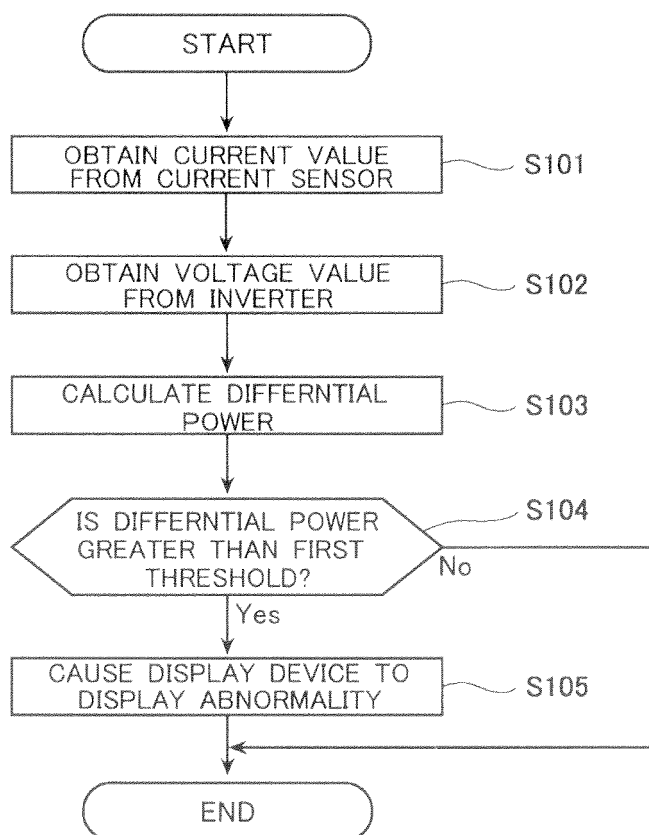 START
OBTAIN CURRENT VALUE
FROM CURRENT SENSOR
S101
OBTAIN VOLTAGE VALUE
FROM INVERTER
S102
CALCULATE DIFFERNTIAL
POWER
S103
IS DIFFERNTIAL POWER
GREATER THAN FIRST
THRESHOLD?
S104
No
Yes
CAUSE DISPLAY DEVICE TO
DISPLAY ABNORMALITY
S105
END